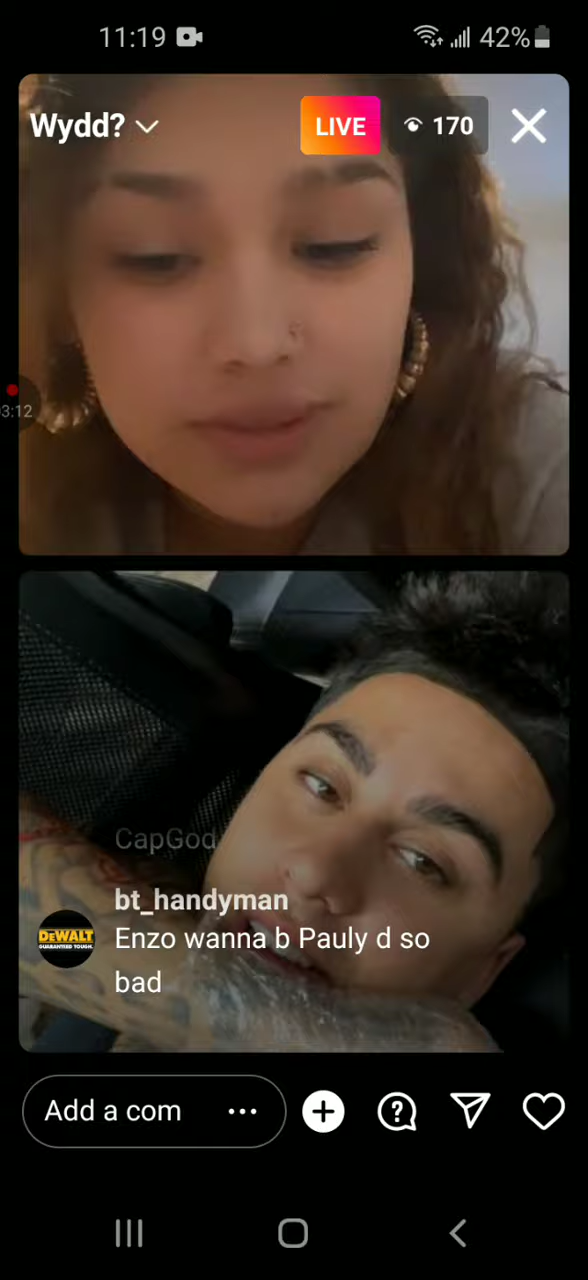 11:19 42%
Wydd? LIVE 170
3:12
CapGod
bt_handyman
DEWALT
GUARANTEED TOUGH.
Enzo wanna b Pauly d so
bad
Add a com ...